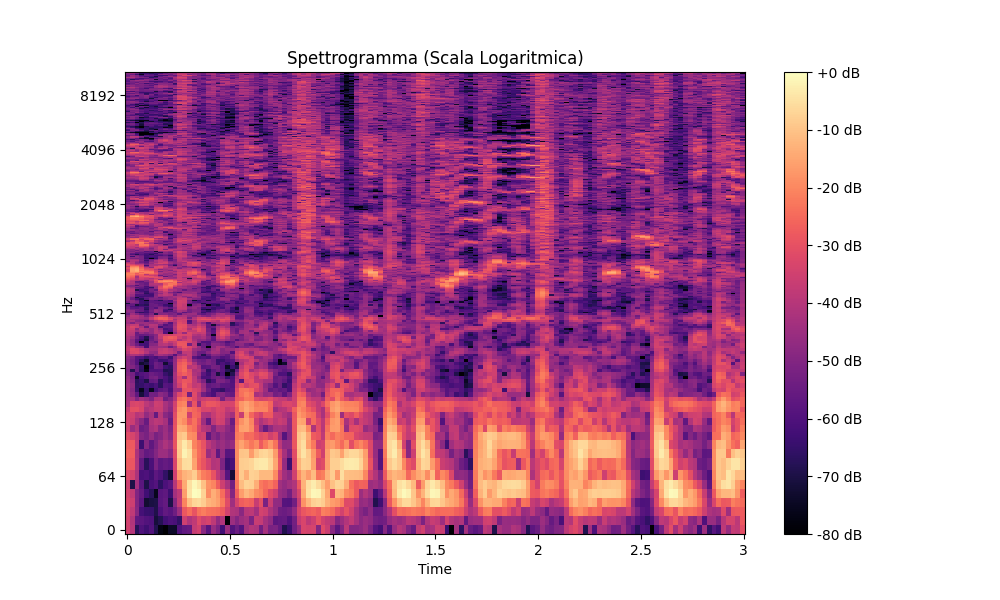 Spettrogramma (Scala Logaritmica)
Hz
8192
4096
2048
1024
512
256
128
64
0
0 0.5 1 1.5 2 2.5 3
Time
+0 dB
-10 dB
-20 dB
-30 dB
-40 dB
-50 dB
-60 dB
-70 dB
-80 dB